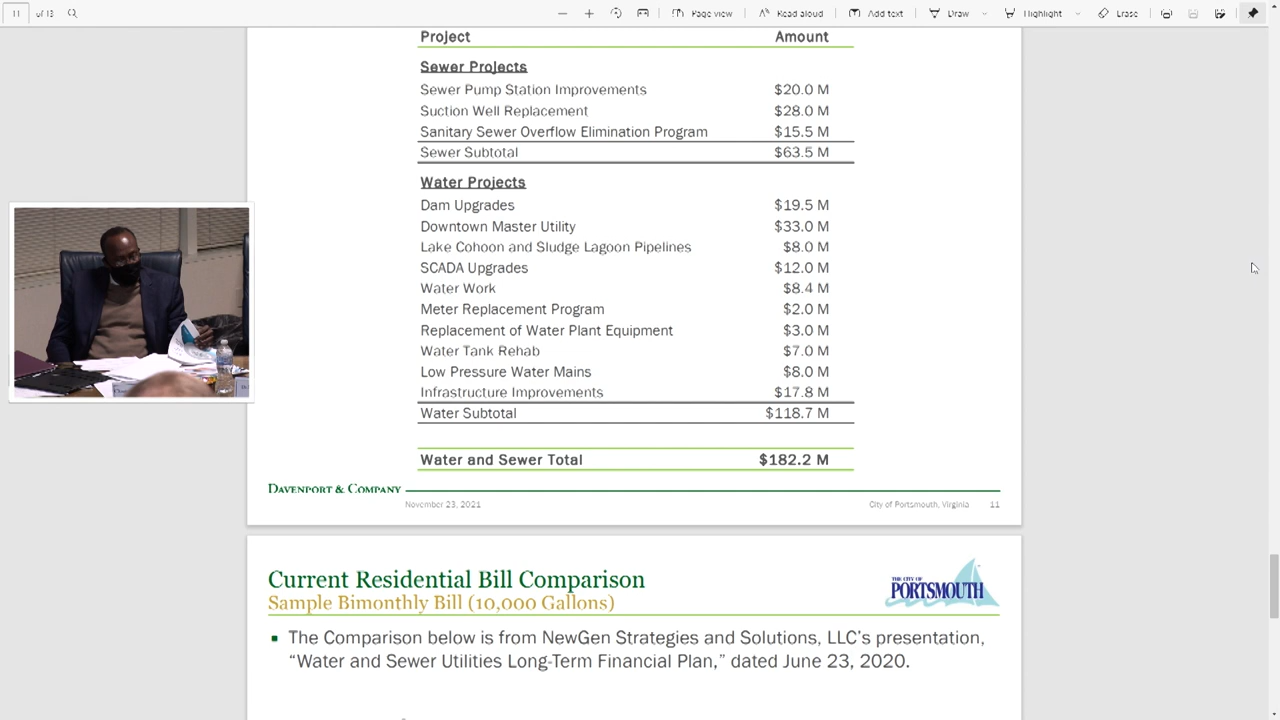 11 of 13 Page view Read aloud Add text Draw Highlight Erase
Project Amount
Sewer Projects
Sewer Pump Station Improvements $20.0 M
Suction Well Replacement $28.0 M
Sanitary Sewer Overflow Elimination Program $15.5 M
Sewer Subtotal $63.5 M
Water Projects
Dam Upgrades $19.5 M
Downtown Master Utility $33.0 M
Lake Cohoon and Sludge Lagoon Pipelines $8.0 M
SCADA Upgrades $12.0 M
Water Work $8.4 M
Meter Replacement Program $2.0 M
Replacement of Water Plant Equipment $3.0 M
Water Tank Rehab $7.0 M
Low Pressure Water Mains $8.0 M
Infrastructure Improvements $17.8 M
Water Subtotal $118.7 M
Water and Sewer Total $182.2 M
DAVENPORT & COMPANY
November 23, 2021 City of Portsmouth, Virginia 11
Current Residential Bill Comparison
Sample Bimonthly Bill (10,000 Gallons)
THE CITY OF
PORTSMOUTH
▪ The Comparison below is from NewGen Strategies and Solutions, LLC's presentation,
“Water and Sewer Utilities Long-Term Financial Plan,” dated June 23, 2020.